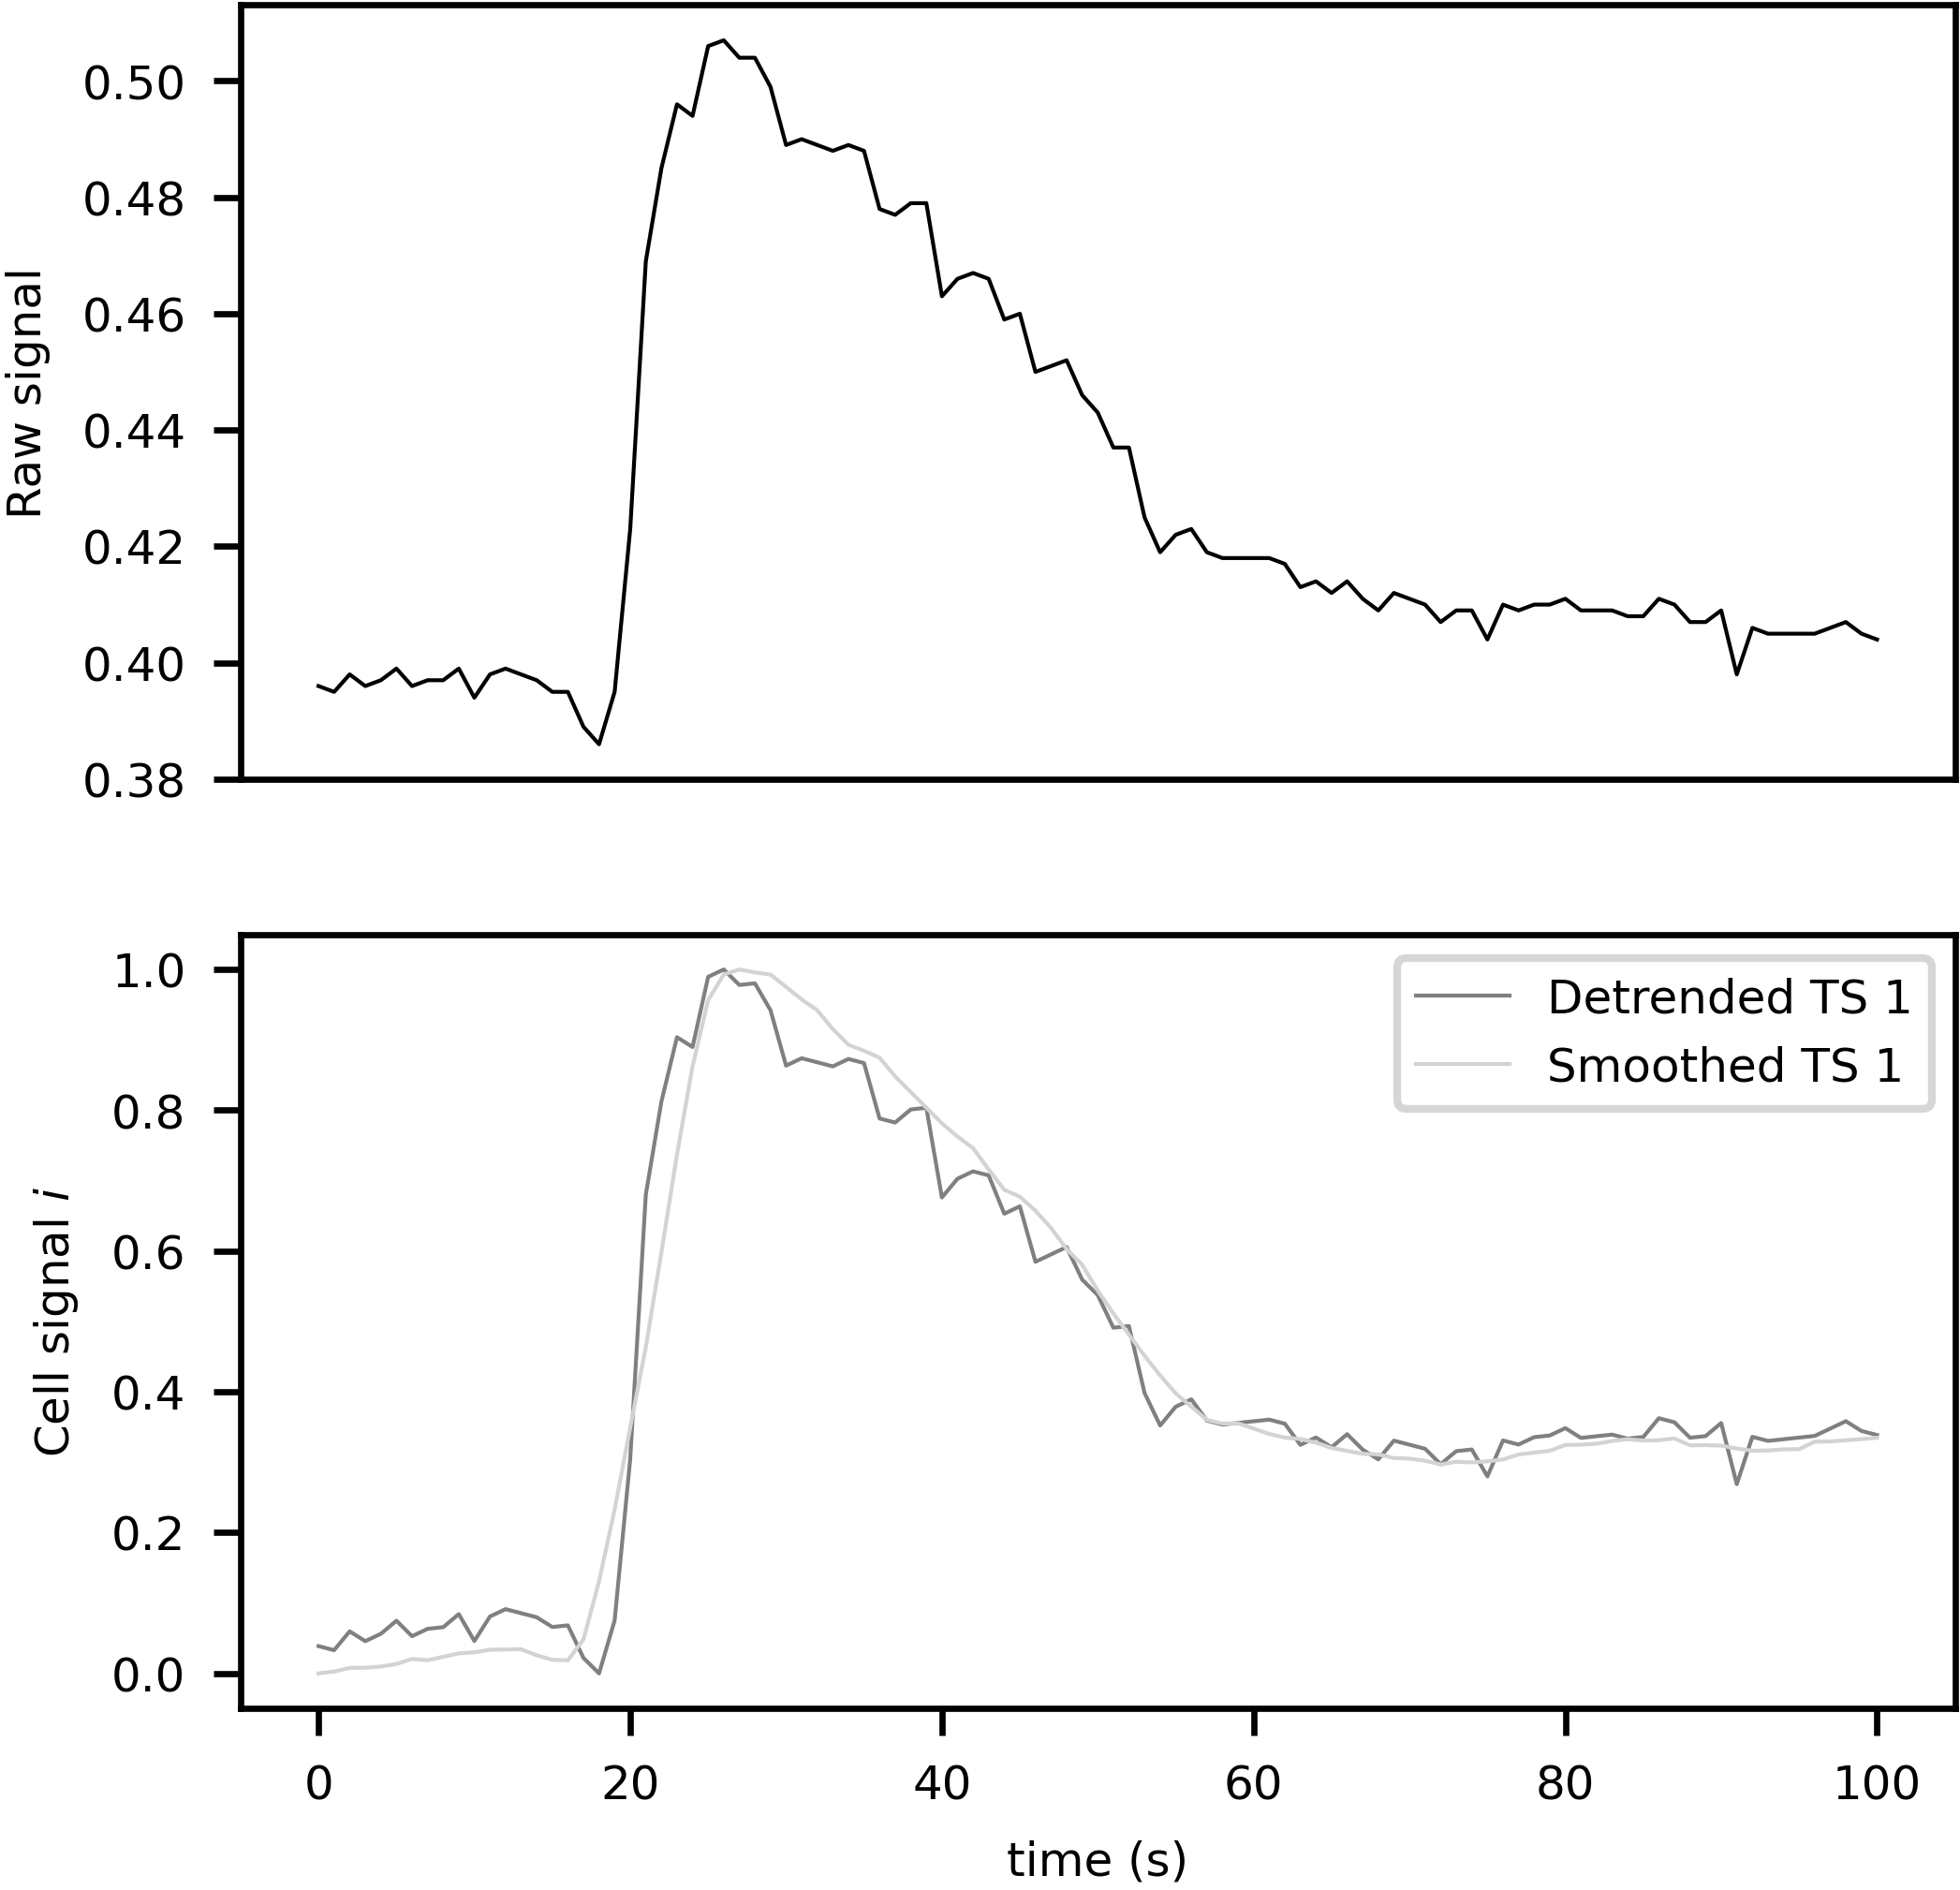 Raw signal
0.50
0.48
0.46
0.44
0.42
0.40
0.38
Cell signal i
1.0
0.8
0.6
0.4
0.2
0.0
Detrended TS 1
Smoothed TS 1
0 20 40 60 80 100
time (s)